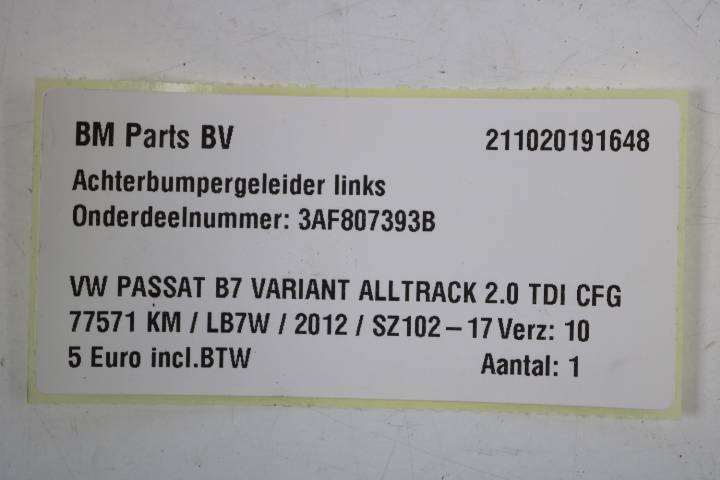 BM Parts BV 211020191648
Achterbumpergeleider links
Onderdeelnummer: 3AF807393B
VW PASSAT B7 VARIANT ALLTRACK 2.0 TDI CFG
77571 KM / LB7W / 2012 / SZ102-17 Verz: 10
5 Euro incl.BTW Aantal: 1